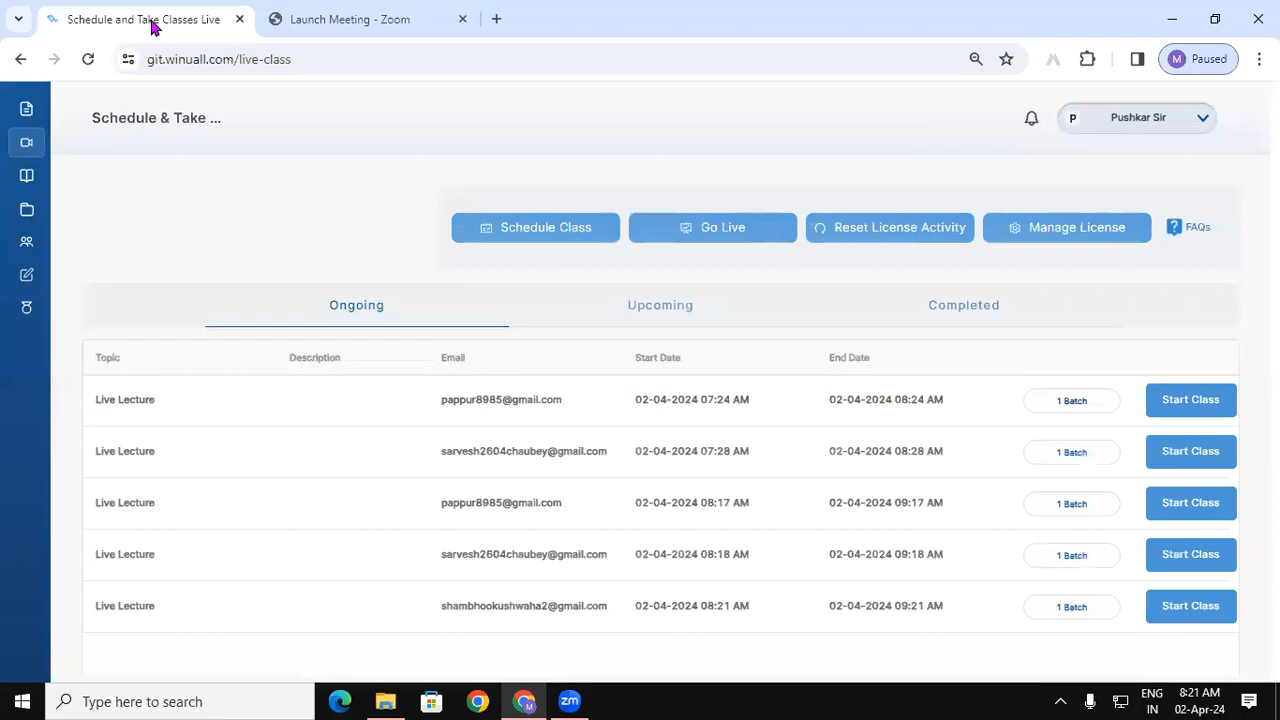 Schedule and Take Classes Live
Launch Meeting - Zoom
git.winuall.com/live-class
M Paused
Schedule & Take ...
P Pushkar Sir
Schedule Class Go Live Reset License Activity Manage License ? FAQs
Ongoing Upcoming Completed
Topic Description Email Start Date End Date
Live Lecture pappur8985@gmail.com 02-04-2024 07:24 AM 02-04-2024 08:24 AM 1 Batch Start Class
Live Lecture sarvesh2604chaubey@gmail.com 02-04-2024 07:28 AM 02-04-2024 08:28 AM 1 Batch Start Class
Live Lecture pappur8985@gmail.com 02-04-2024 08:17 AM 02-04-2024 09:17 AM 1 Batch Start Class
Live Lecture sarvesh2604chaubey@gmail.com 02-04-2024 08:18 AM 02-04-2024 09:18 AM 1 Batch Start Class
Live Lecture shambhookushwaha2@gmail.com 02-04-2024 08:21 AM 02-04-2024 09:21 AM 1 Batch Start Class
Type here to search
M
zm
ENG 8:21 AM
IN 02-Apr-24